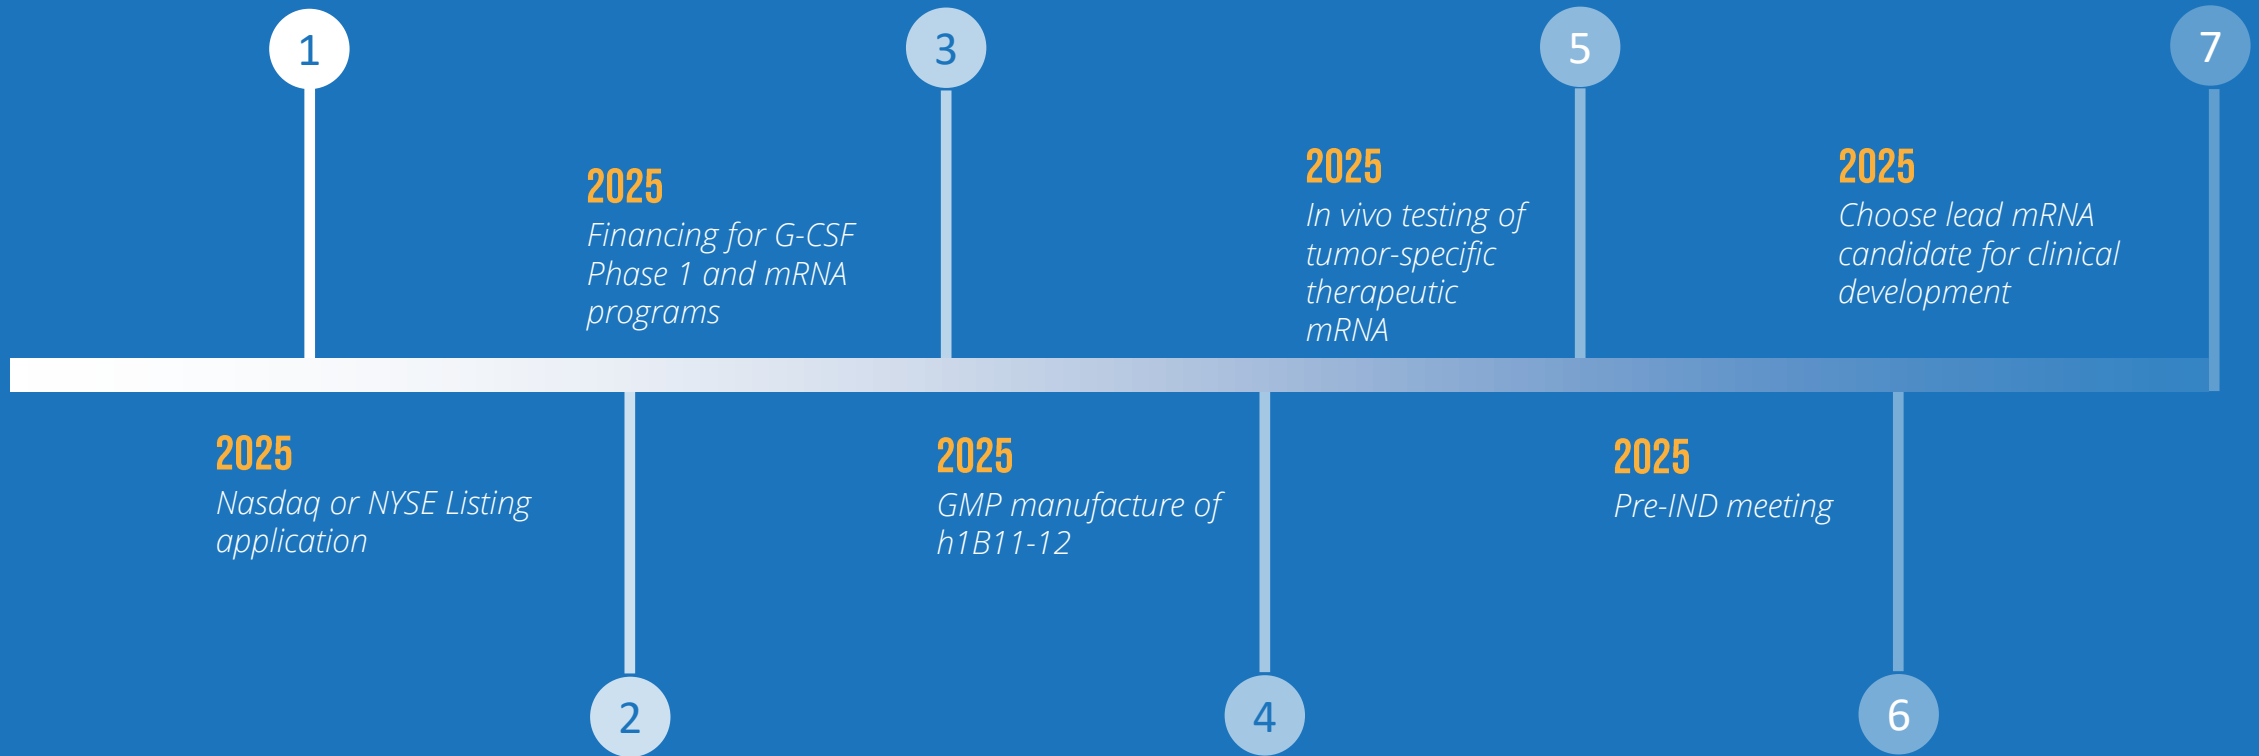 1
3
5
7
2025
Financing for G-CSF
Phase 1 and mRNA
programs
2025
In vivo testing of
tumor-specific
therapeutic
mRNA
2025
Choose lead mRNA
candidate for clinical
development
2025
Nasdaq or NYSE Listing
application
2025
GMP manufacture of
h1B11-12
2025
Pre-IND meeting
2
4
6